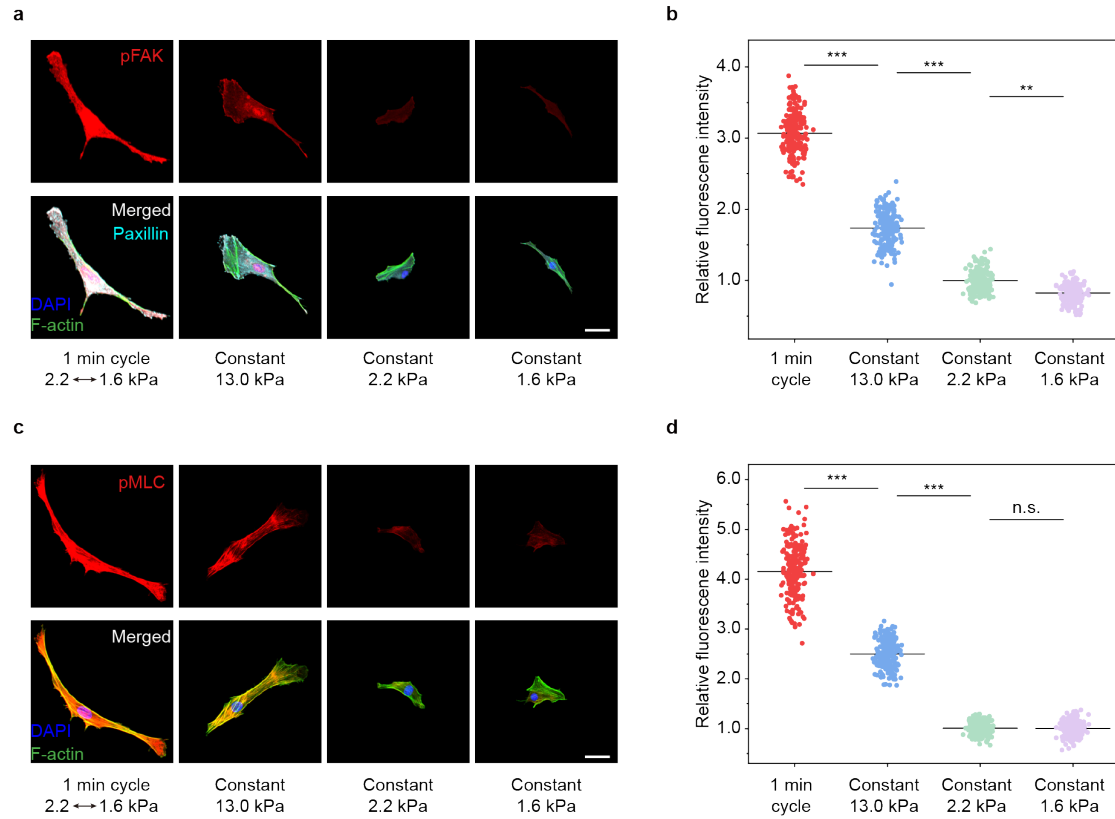 a
pFAK
Merged
Paxillin
DAPI
F-actin
1 min cycle
2.2 ↔ 1.6 kPa
Constant
13.0 kPa
Constant
2.2 kPa
Constant
1.6 kPa
b
Relative fluorescene intensity
4.0
3.0
2.0
1.0
***
***
**
1 min
cycle
Constant
13.0 kPa
Constant
2.2 kPa
Constant
1.6 kPa
c
pMLC
Merged
DAPI
F-actin
1 min cycle
2.2 ↔ 1.6 kPa
Constant
13.0 kPa
Constant
2.2 kPa
Constant
1.6 kPa
d
Relative fluorescene intensity
6.0
5.0
4.0
3.0
2.0
1.0
***
***
n.s.
1 min
cycle
Constant
13.0 kPa
Constant
2.2 kPa
Constant
1.6 kPa